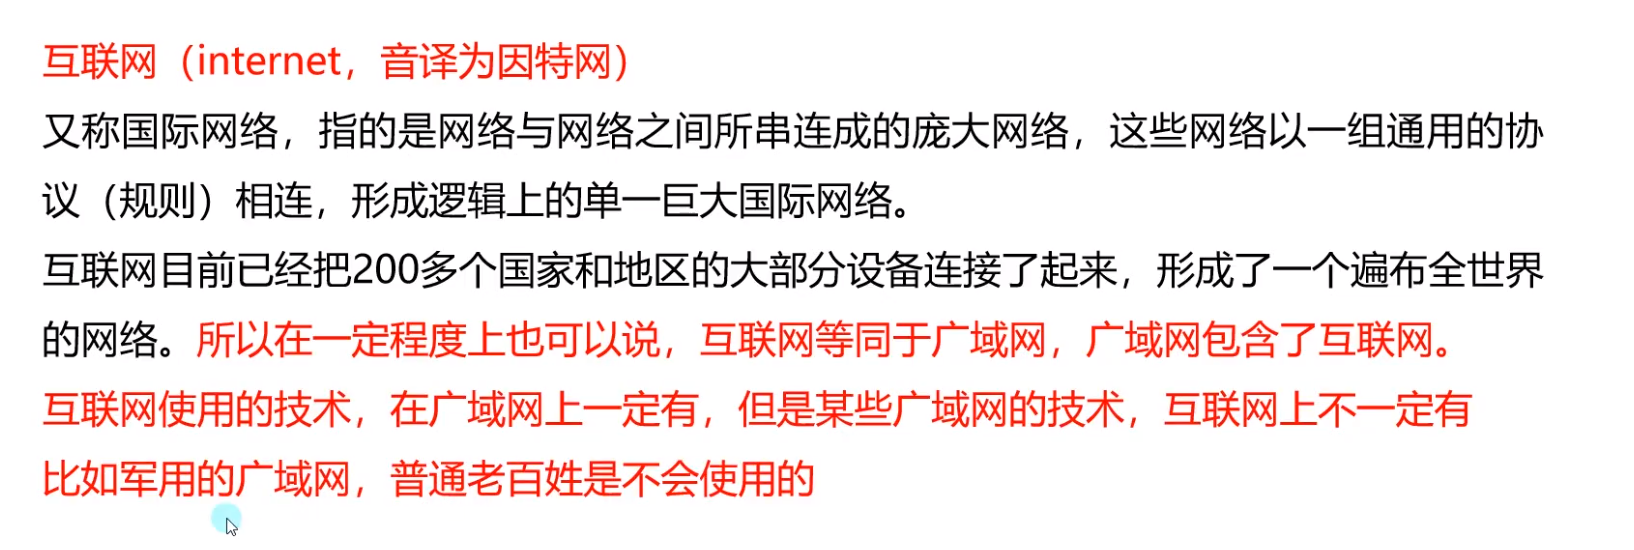 互联网（internet，音译为因特网）
又称国际网络，指的是网络与网络之间所串连成的庞大网络，这些网络以一组通用的协
议（规则）相连，形成逻辑上的单一巨大国际网络。
互联网目前已经把200多个国家和地区的大部分设备连接了起来，形成了一个遍布全世界
的网络。所以在一定程度上也可以说，互联网等同于广域网，广域网包含了互联网。
互联网使用的技术，在广域网上一定有，但是某些广域网的技术，互联网上不一定有
比如军用的广域网，普通老百姓是不会使用的